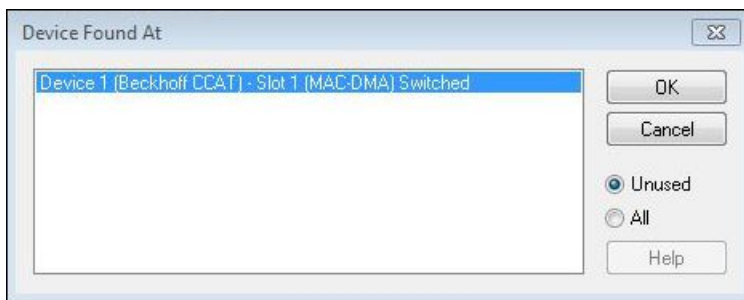 Device Found At
Device 1 (Beckhoff CCAT) - Slot 1 (MAC-DMA) Switched
OK
Cancel
Unused
All
Help